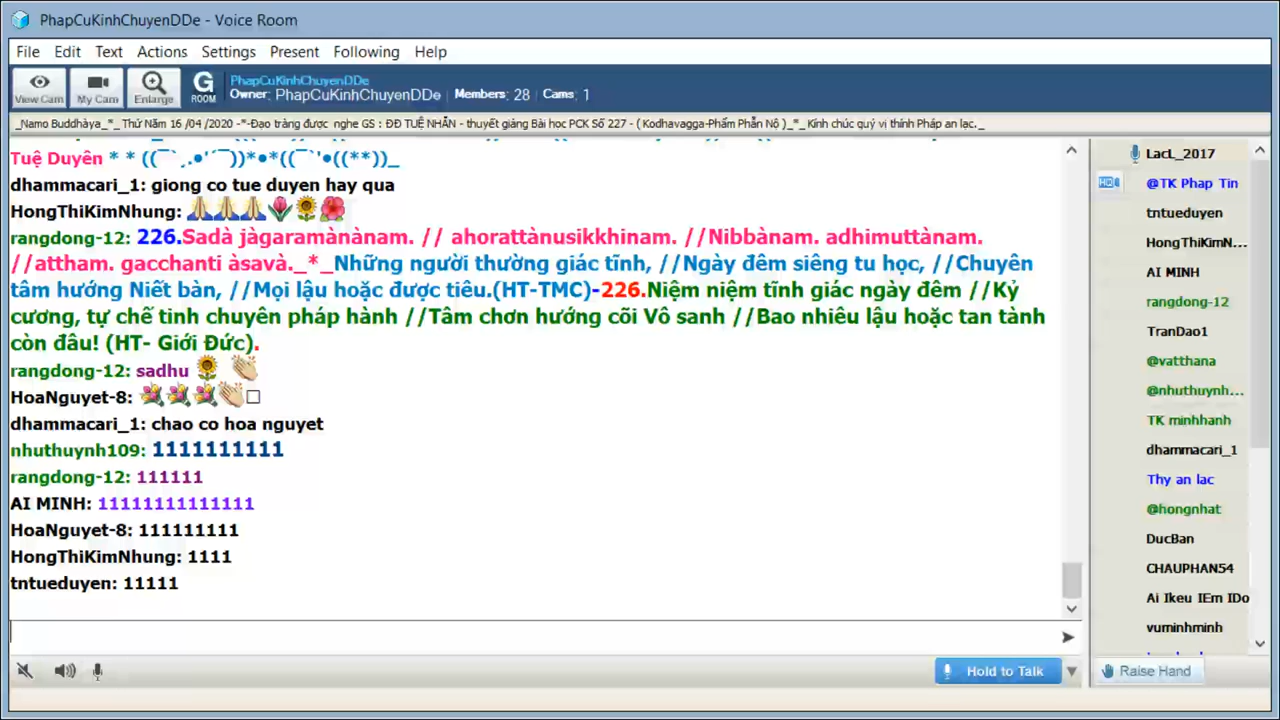 PhapCuKinhChuyenDDe - Voice Room
File Edit Text Actions Settings Present Following Help
View Cam My Cam Enlarge G ROOM
PhapCuKinhChuyenDDe
Owner: PhapCuKinhChuyenDDe Members: 28 Cams: 1
_Namo Buddhàya_*_ Thứ Năm 16 /04 /2020 -*-Đạo tràng được nghe GS : ĐĐ TUỆ NHẪN - thuyết giảng Bài học PCK Số 227 - ( Kodhavagga-Phẩm Phẫn Nộ )_*_ Kính chúc quý vị thính Pháp an lạc._
Tuệ Duyên * * ((¯`¸.•'´¯))*•*((¯`'•((**))_
dhammacari_1: giong co tue duyen hay qua
HongThiKimNhung: 🙏🙏🙏🌷🌻🌺
rangdong-12: 226.Sadà jàgaramànànam. // ahorattànusikkhinam. //Nibbànam. adhimuttànam.
//attham. gacchanti àsavà._*_Những người thường giác tĩnh, //Ngày đêm siêng tu học, //Chuyên
tâm hướng Niết bàn, //Mọi lậu hoặc được tiêu.(HT-TMC)-226.Niệm niệm tĩnh giác ngày đêm //Kỷ
cương, tự chế tinh chuyên pháp hành //Tâm chơn hướng cõi Vô sanh //Bao nhiêu lậu hoặc tan tành
còn đâu! (HT- Giới Đức).
rangdong-12: sadhu 🌻 👏
HoaNguyet-8: 💐💐💐👏□
dhammacari_1: chao co hoa nguyet
nhuthuynh109: 1111111111
rangdong-12: 111111
AI MINH: 11111111111111
HoaNguyet-8: 111111111
HongThiKimNhung: 1111
tntueduyen: 11111
Hold to Talk
LacL_2017
HD @TK Phap Tin
tntueduyen
HongThiKimN...
AI MINH
rangdong-12
TranDao1
@vatthana
@nhuthuynh...
TK minhhanh
dhammacari_1
Thy an lac
@hongnhat
DucBan
CHAUPHAN54
Ai Ikeu IEm IDo
vuminhminh
Raise Hand